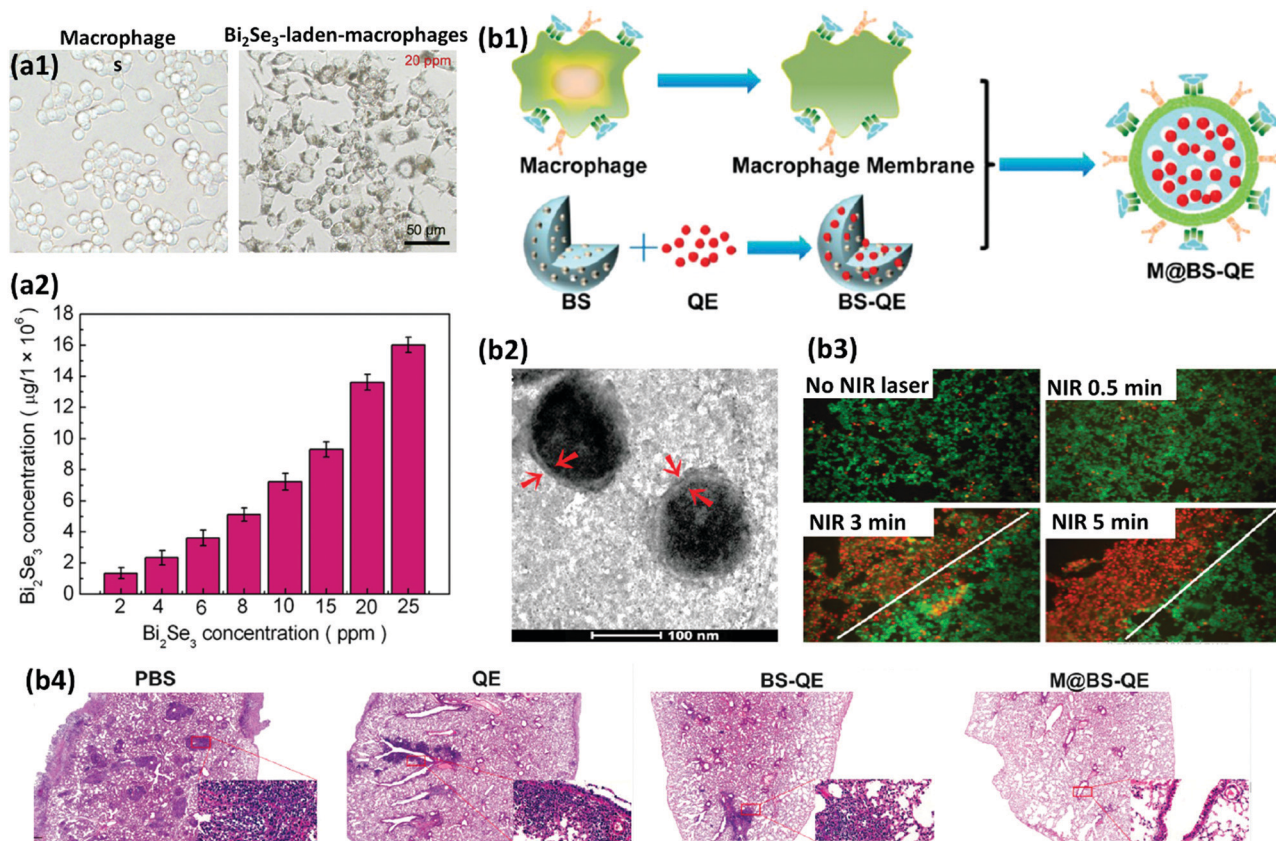 (a1)
Macrophage
s
Bi₂Se₃-laden-macrophages
20 ppm
50 µm
(a2)
Bi₂Se₃ concentration ( µg/1 × 10⁶ )
18
16
14
12
10
8
6
4
2
0
2 4 6 8 10 15 20 25
Bi₂Se₃ concentration ( ppm )
(b1)
Macrophage
Macrophage Membrane
BS
QE
BS-QE
M@BS-QE
(b2)
100 nm
(b3)
No NIR laser
NIR 0.5 min
NIR 3 min
NIR 5 min
(b4)
PBS
QE
BS-QE
M@BS-QE